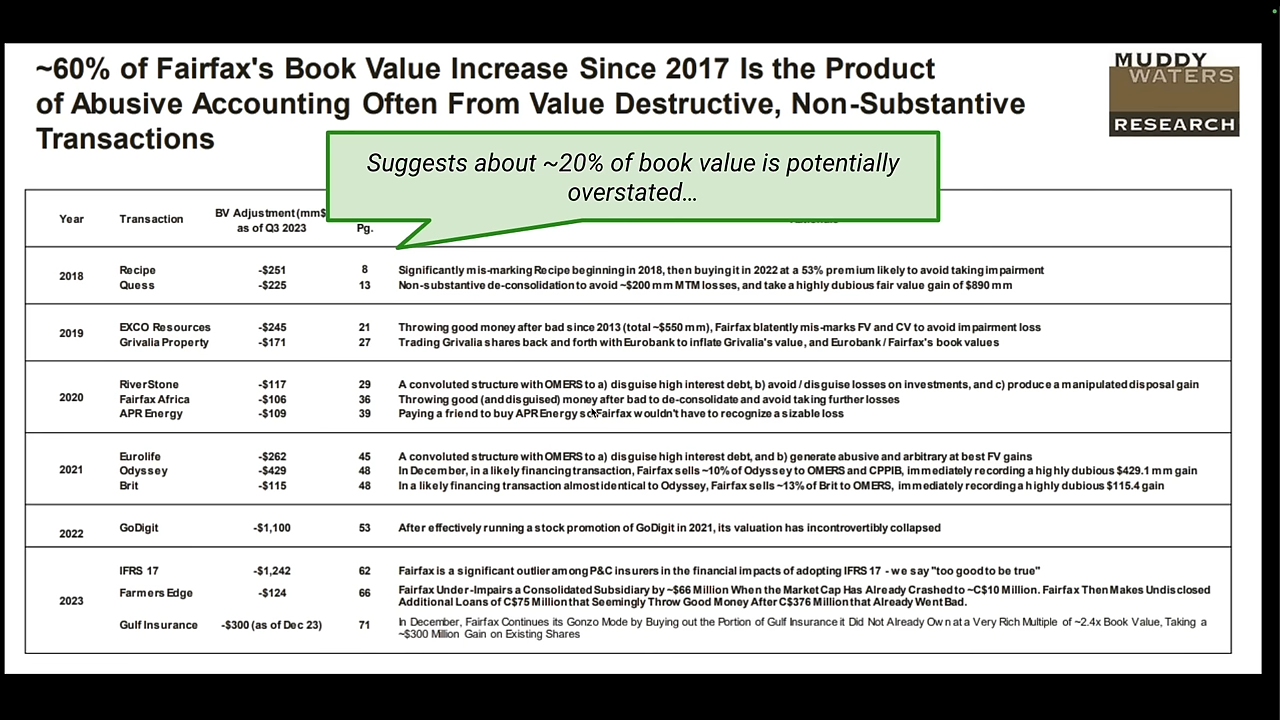 ~60% of Fairfax's Book Value Increase Since 2017 Is the Product
of Abusive Accounting Often From Value Destructive, Non-Substantive
Transactions
MUDDY
WATERS
RESEARCH
Suggests about ~20% of book value is potentially
overstated...
Year Transaction BV Adjustment (mm$
as of Q3 2023 Pg.
2018 Recipe -$251 8 Significantly mis-marking Recipe beginning in 2018, then buying it in 2022 at a 53% premium likely to avoid taking impairment
Quess -$225 13 Non-substantive de-consolidation to avoid ~$200 mm MTM losses, and take a highly dubious fair value gain of $890 mm
2019 EXCO Resources -$245 21 Throwing good money after bad since 2013 (total ~$550 mm), Fairfax blatently mis-marks FV and CV to avoid impairment loss
Grivalia Property -$171 27 Trading Grivalia shares back and forth with Eurobank to inflate Grivalia's value, and Eurobank / Fairfax's book values
2020 RiverStone -$117 29 A convoluted structure with OMERS to a) disguise high interest debt, b) avoid / disguise losses on investments, and c) produce a manipulated disposal gain
Fairfax Africa -$106 36 Throwing good (and disguised) money after bad to de-consolidate and avoid taking further losses
APR Energy -$109 39 Paying a friend to buy APR Energy so Fairfax wouldn't have to recognize a sizable loss
2021 Eurolife -$262 45 A convoluted structure with OMERS to a) disguise high interest debt, and b) generate abusive and arbitrary at best FV gains
Odyssey -$429 48 In December, in a likely financing transaction, Fairfax sells ~10% of Odyssey to OMERS and CPPIB, immediately recording a highly dubious $429.1 mm gain
Brit -$115 48 In a likely financing transaction almost identical to Odyssey, Fairfax sells ~13% of Brit to OMERS, immediately recording a highly dubious $115.4 gain
2022 GoDigit -$1,100 53 After effectively running a stock promotion of GoDigit in 2021, its valuation has incontrovertibly collapsed
2023 IFRS 17 -$1,242 62 Fairfax is a significant outlier among P&C insurers in the financial impacts of adopting IFRS 17 - we say "too good to be true"
Farmers Edge -$124 66 Fairfax Under-Impairs a Consolidated Subsidiary by ~$66 Million When the Market Cap Has Already Crashed to ~C$10 Million. Fairfax Then Makes Undisclosed
Additional Loans of C$75 Million that Seemingly Throw Good Money After C$376 Million that Already Went Bad.
Gulf Insurance -$300 (as of Dec 23) 71 In December, Fairfax Continues its Gonzo Mode by Buying out the Portion of Gulf Insurance it Did Not Already Own at a Very Rich Multiple of ~2.4x Book Value, Taking a
~$300 Million Gain on Existing Shares